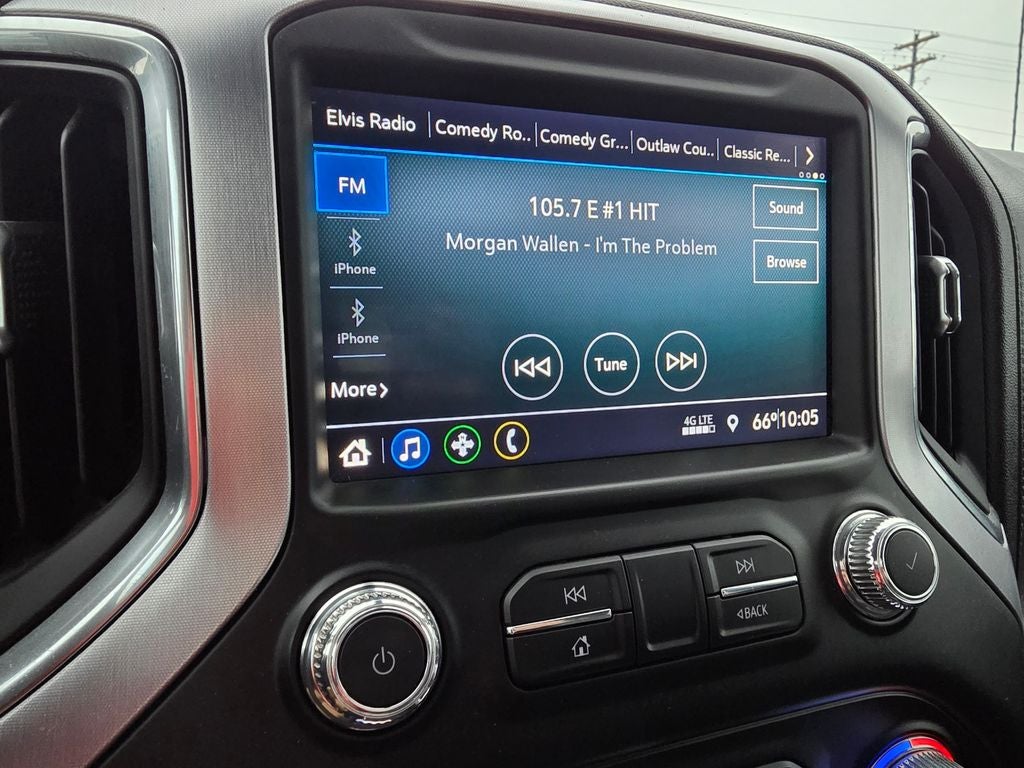 Elvis Radio
Comedy Ro..
Comedy Gr...
Outlaw Cou..
Classic Re...
FM
105.7 E #1 HIT
Sound
Morgan Wallen - I'm The Problem
iPhone
Browse
iPhone
More
Tune
4G LTE
66°
10:05
BACK